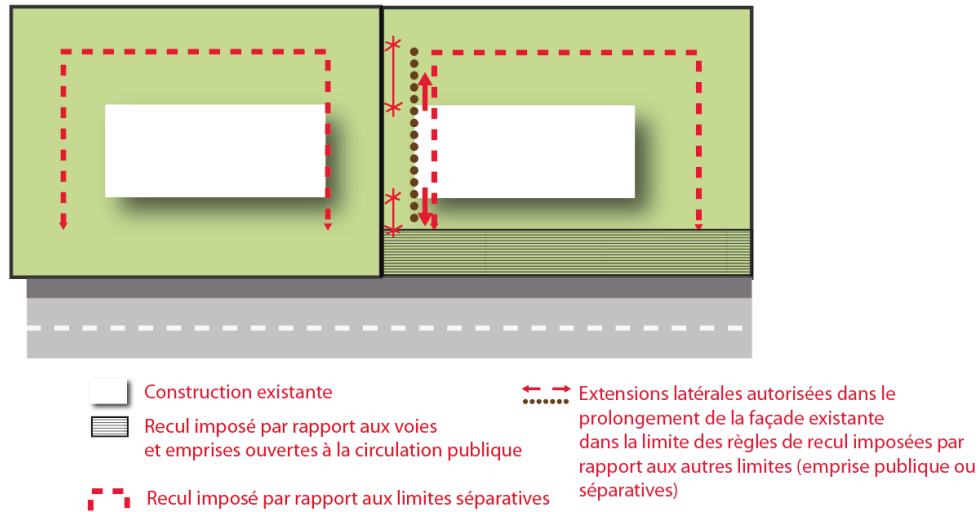 Construction existante
Recul imposé par rapport aux voies
et emprises ouvertes à la circulation publique
Recul imposé par rapport aux limites séparatives
Extensions latérales autorisées dans le
prolongement de la façade existante
dans la limite des règles de recul imposées par
rapport aux autres limites (emprise publique ou
séparatives)